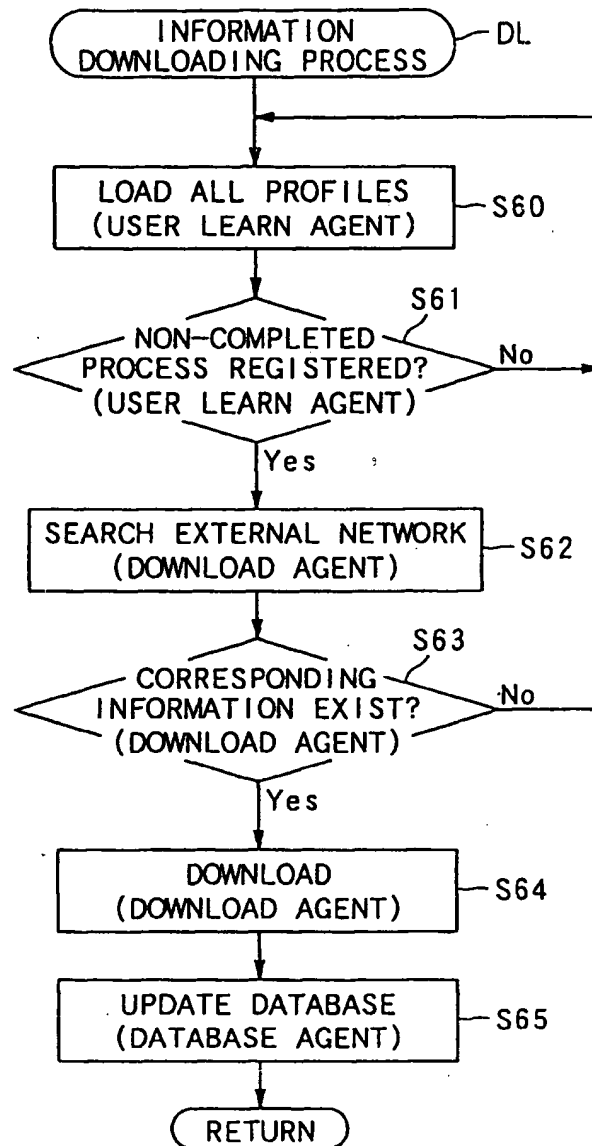 INFORMATION
DOWNLOADING PROCESS
DL
LOAD ALL PROFILES
(USER LEARN AGENT)
S60
S61
NON-COMPLETED
PROCESS REGISTERED?
(USER LEARN AGENT)
No
Yes
SEARCH EXTERNAL NETWORK
(DOWNLOAD AGENT)
S62
S63
CORRESPONDING
INFORMATION EXIST?
(DOWNLOAD AGENT)
No
Yes
DOWNLOAD
(DOWNLOAD AGENT)
S64
UPDATE DATABASE
(DATABASE AGENT)
S65
RETURN